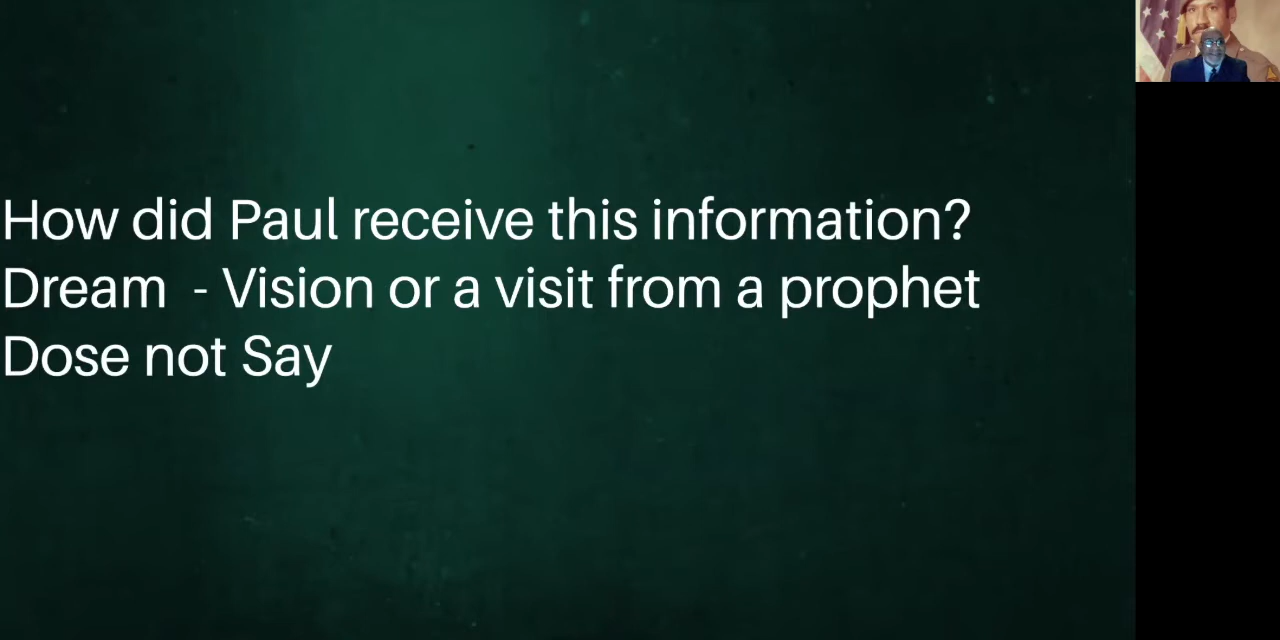 How did Paul receive this information?
Dream - Vision or a visit from a prophet
Dose not Say